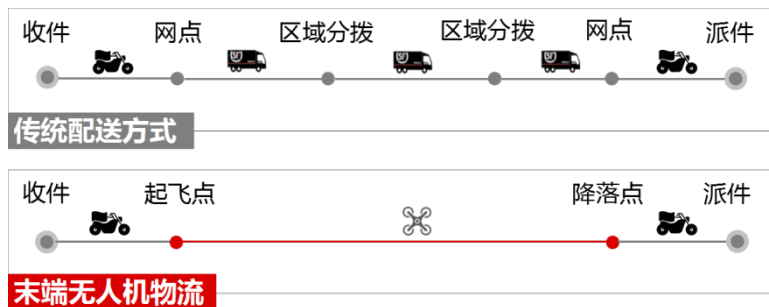 收件 网点 区域分拨 区域分拨 网点 派件
传统配送方式
收件 起飞点 降落点 派件
末端无人机物流